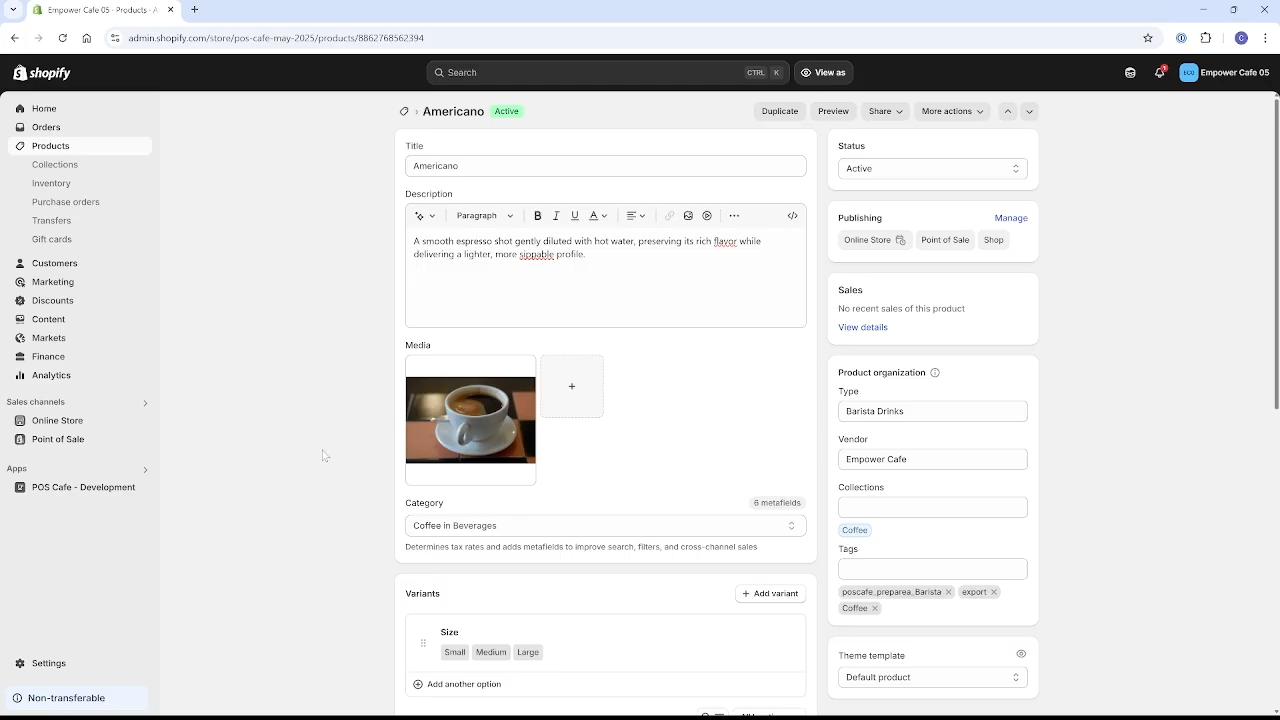 Empower Cafe 05 · Products · A
admin.shopify.com/store/pos-cafe-may-2025/products/8862768562394
shopify
Search
CTRL K
View as
1
ECO
Empower Cafe 05
Home
Orders
Products
Collections
Inventory
Purchase orders
Transfers
Gift cards
Customers
Marketing
Discounts
Content
Markets
Finance
Analytics
Sales channels
Online Store
Point of Sale
Apps
POS Cafe - Development
Settings
Non-transferable
Americano Active
Duplicate
Preview
Share
More actions
Title
Americano
Description
Paragraph
B I U A
A smooth espresso shot gently diluted with hot water, preserving its rich flavor while
delivering a lighter, more sippable profile.
Media
Category
6 metafields
Coffee in Beverages
Determines tax rates and adds metafields to improve search, filters, and cross-channel sales
Variants
Add variant
Size
Small Medium Large
Add another option
Status
Active
Publishing
Manage
Online Store
Point of Sale
Shop
Sales
No recent sales of this product
View details
Product organization
Type
Barista Drinks
Vendor
Empower Cafe
Collections
Coffee
Tags
poscafe_preparea_Barista
export
Coffee
Theme template
Default product